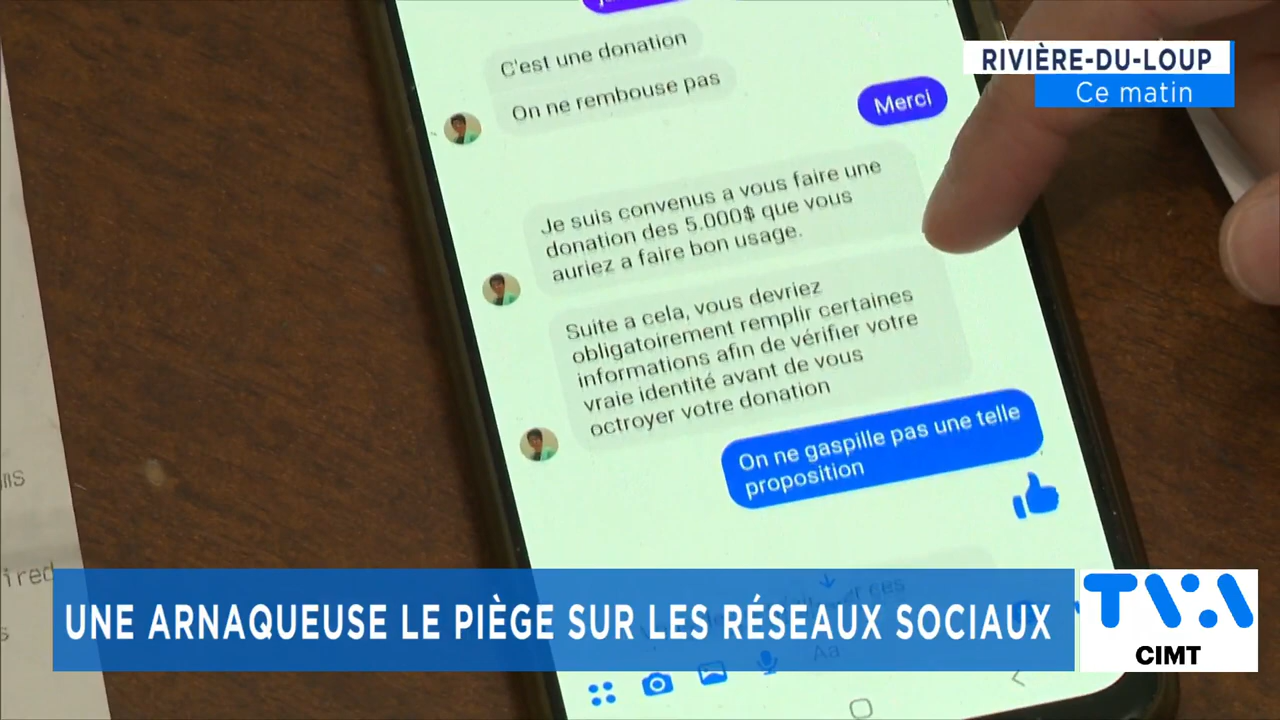 RIVIÈRE-DU-LOUP
Ce matin
C'est une donation
On ne rembouse pas
Merci
Je suis convenus a vous faire une
donation des 5.000$ que vous
auriez a faire bon usage.
Suite a cela, vous devriez
obligatoirement remplir certaines
informations afin de vérifier votre
vraie identité avant de vous
octroyer votre donation
On ne gaspille pas une telle
proposition
Aa
UNE ARNAQUEUSE LE PIÈGE SUR LES RÉSEAUX SOCIAUX
TVA
CIMT